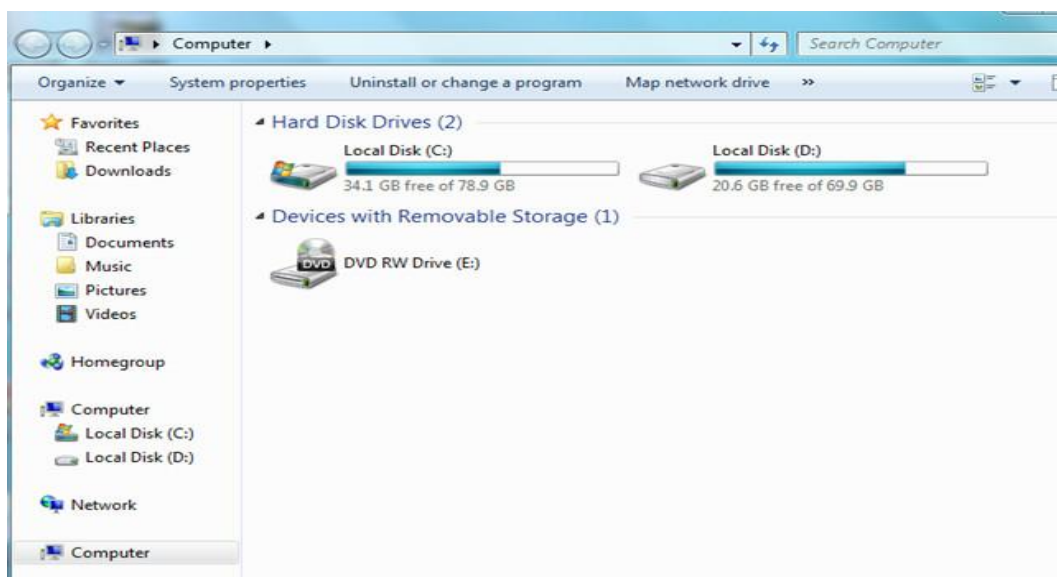 Computer
Search Computer
Organize
System properties
Uninstall or change a program
Map network drive
»
Favorites
Recent Places
Downloads
Libraries
Documents
Music
Pictures
Videos
Homegroup
Computer
Local Disk (C:)
Local Disk (D:)
Network
Computer
Hard Disk Drives (2)
Local Disk (C:)
34.1 GB free of 78.9 GB
Local Disk (D:)
20.6 GB free of 69.9 GB
Devices with Removable Storage (1)
DVD
DVD RW Drive (E:)